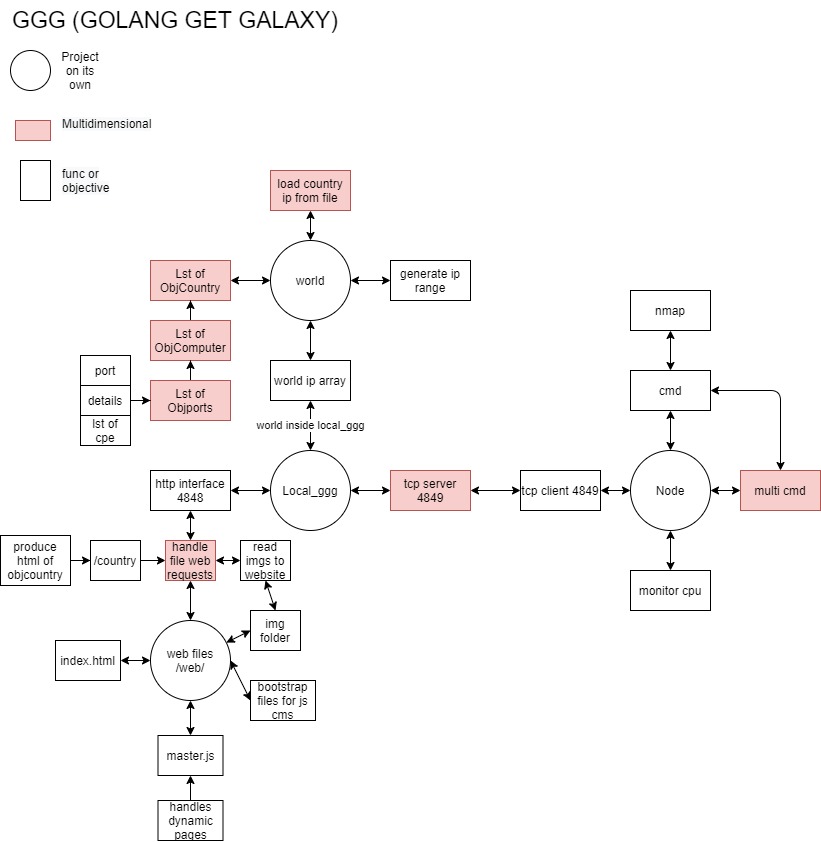 GGG (GOLANG GET GALAXY)
Project
on its
own
Multidimensional
func or
objective
load country
ip from file
Lst of
ObjCountry
world
generate ip
range
Lst of
ObjComputer
nmap
port
details
lst of
cpe
Lst of
Objports
world ip array
cmd
world inside local_ggg
http interface
4848
Local_ggg
tcp server
4849
tcp client 4849
Node
multi cmd
produce
html of
objcountry
/country
handle
file web
requests
read
imgs to
website
monitor cpu
img
folder
index.html
web files
/web/
bootstrap
files for js
cms
master.js
handles
dynamic
pages